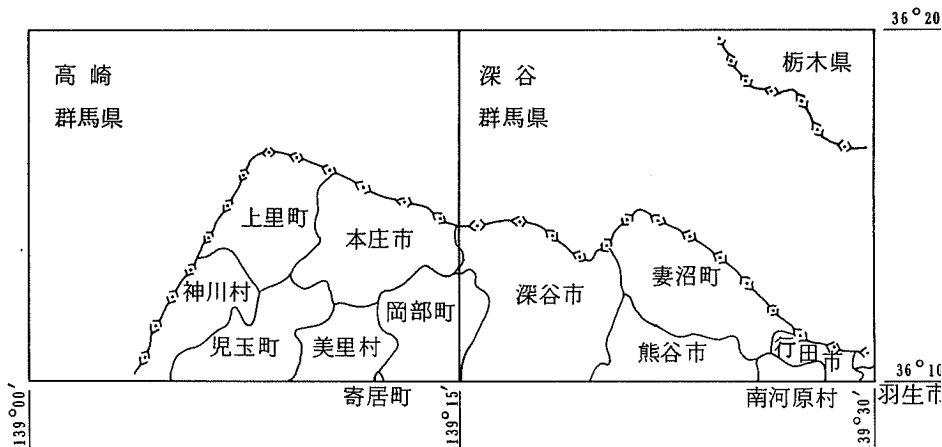 36°20′
高崎
群馬県
深谷
群馬県
栃木県
上里町
本庄市
神川村
児玉町
美里村
岡部町
深谷市
妻沼町
熊谷市
行田市
36°10′
寄居町
南河原村
羽生市
139°00′
139°15′
39°30′